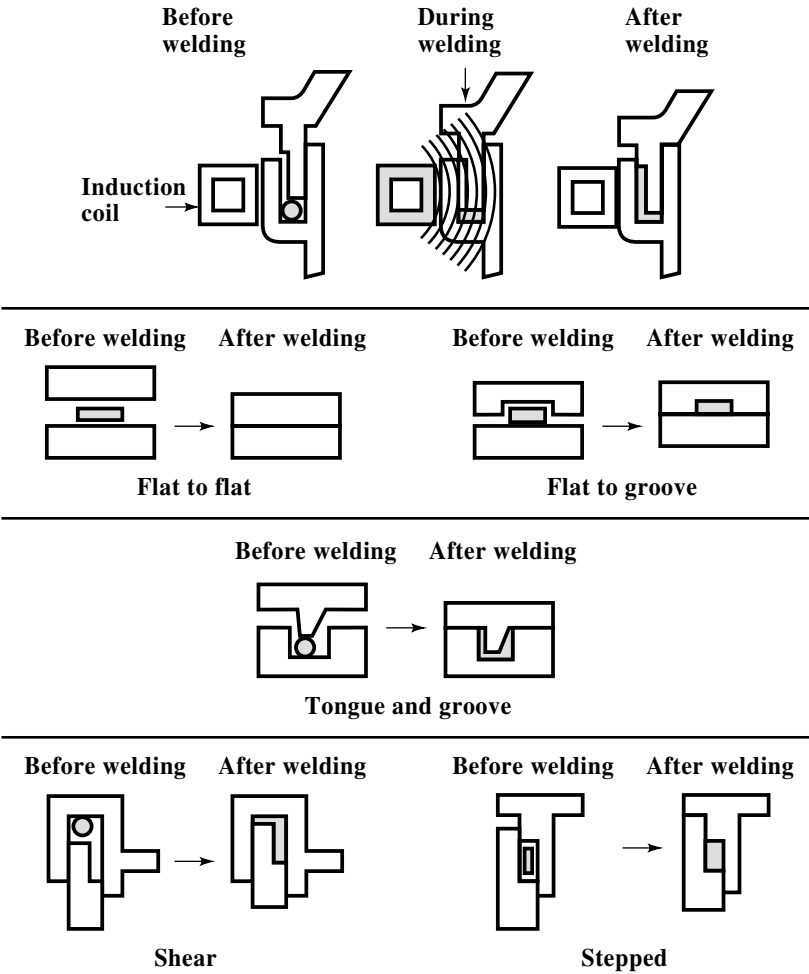 Before
welding
During
welding
After
welding
Induction
coil
Before welding After welding
Before welding After welding
Flat to flat
Flat to groove
Before welding After welding
Tongue and groove
Before welding After welding
Before welding After welding
Shear
Stepped